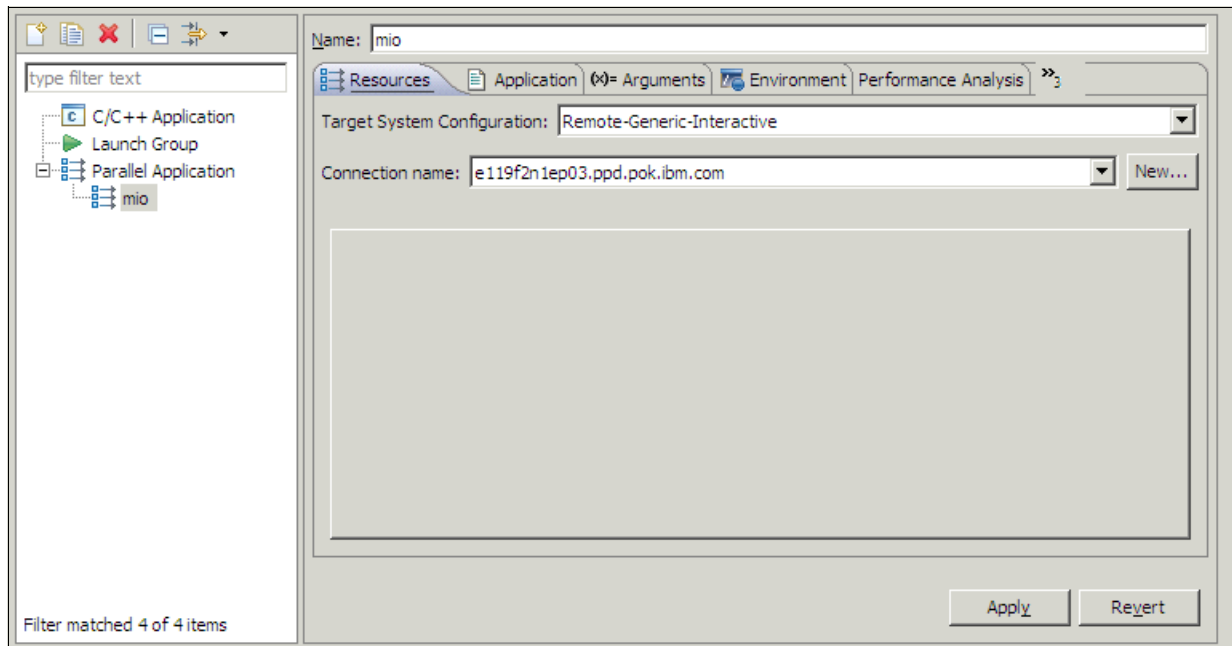 type filter text
C/C++ Application
Launch Group
Parallel Application
mio
Filter matched 4 of 4 items
Name: mio
Resources Application (x)= Arguments Environment Performance Analysis »3
Target System Configuration: Remote-Generic-Interactive
Connection name: e119f2n1ep03.ppd.pok.ibm.com New...
Apply Revert